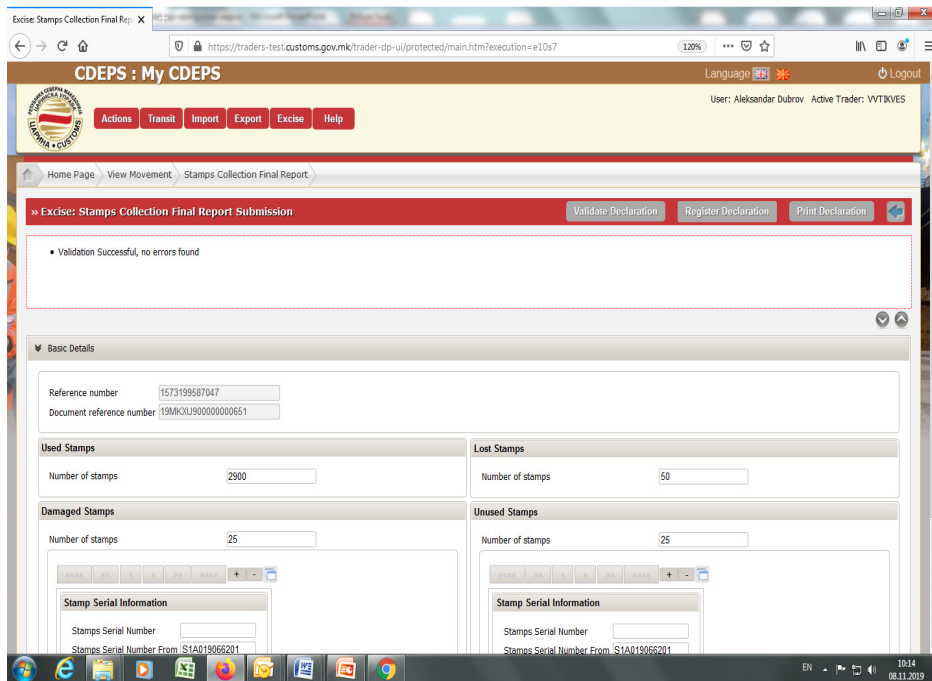 Excise: Stamps Collection Final Rep X
https://traders-test.customs.gov.mk/trader-dp-ui/protected/main.htm?execution=e10s7
120%
CDEPS : My CDEPS
Language
Logout
User: Aleksandar Dubrov Active Trader: VVTIKVES
ЦАРИНА • CUSTOMS
Actions Transit Import Export Excise Help
Home Page View Movement Stamps Collection Final Report
» Excise: Stamps Collection Final Report Submission
Validate Declaration Register Declaration Print Declaration
• Validation Successful, no errors found
Basic Details
Reference number 1573199587047
Document reference number 19MKXU900000000651
Used Stamps
Number of stamps 2900
Lost Stamps
Number of stamps 50
Damaged Stamps
Number of stamps 25
<<<< << < > >> >>>> + -
Stamp Serial Information
Stamps Serial Number
Stamps Serial Number From S1A019066201
Unused Stamps
Number of stamps 25
<<<< << < > >> >>>> + -
Stamp Serial Information
Stamps Serial Number
Stamps Serial Number From S1A019066201
EN
10:14
08.11.2019